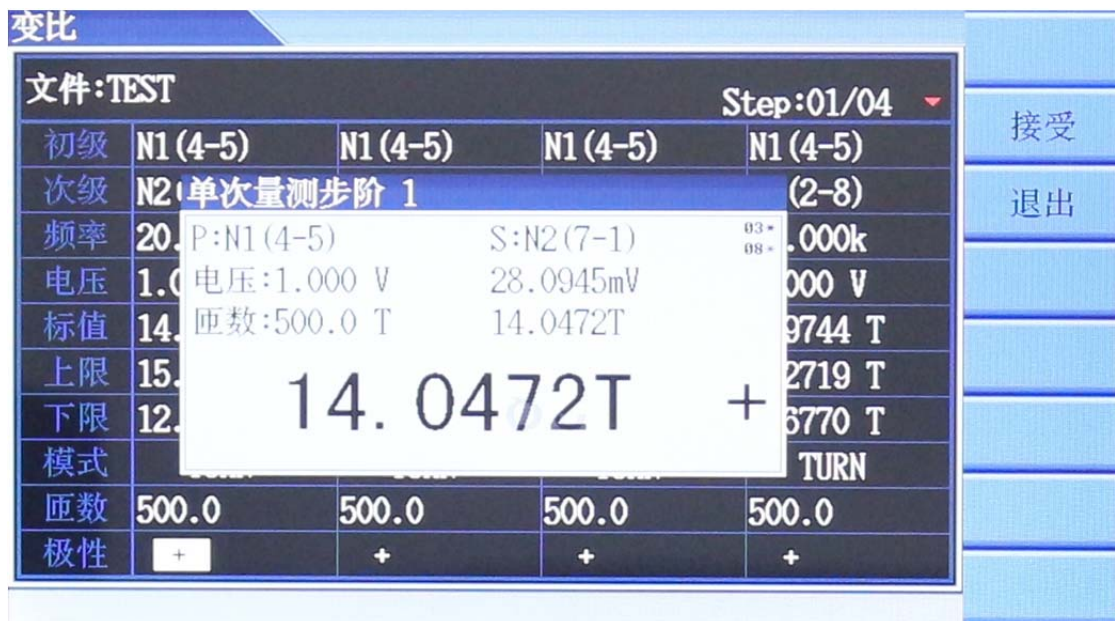 变比
文件:TEST
Step:01/04
初级 N1(4-5) N1(4-5) N1(4-5) N1(4-5)
次级 N2 (2-8)
频率 20. .000k
电压 1.0 000 V
标值 14. 9744 T
上限 15. 2719 T
下限 12. 6770 T
模式 TURN
匝数 500.0 500.0 500.0 500.0
极性 + + + +
单次量测步阶 1
P:N1(4-5) S:N2(7-1) 03*
08*
电压:1.000 V 28.0945mV
匝数:500.0 T 14.0472T
14.0472T +
接受
退出